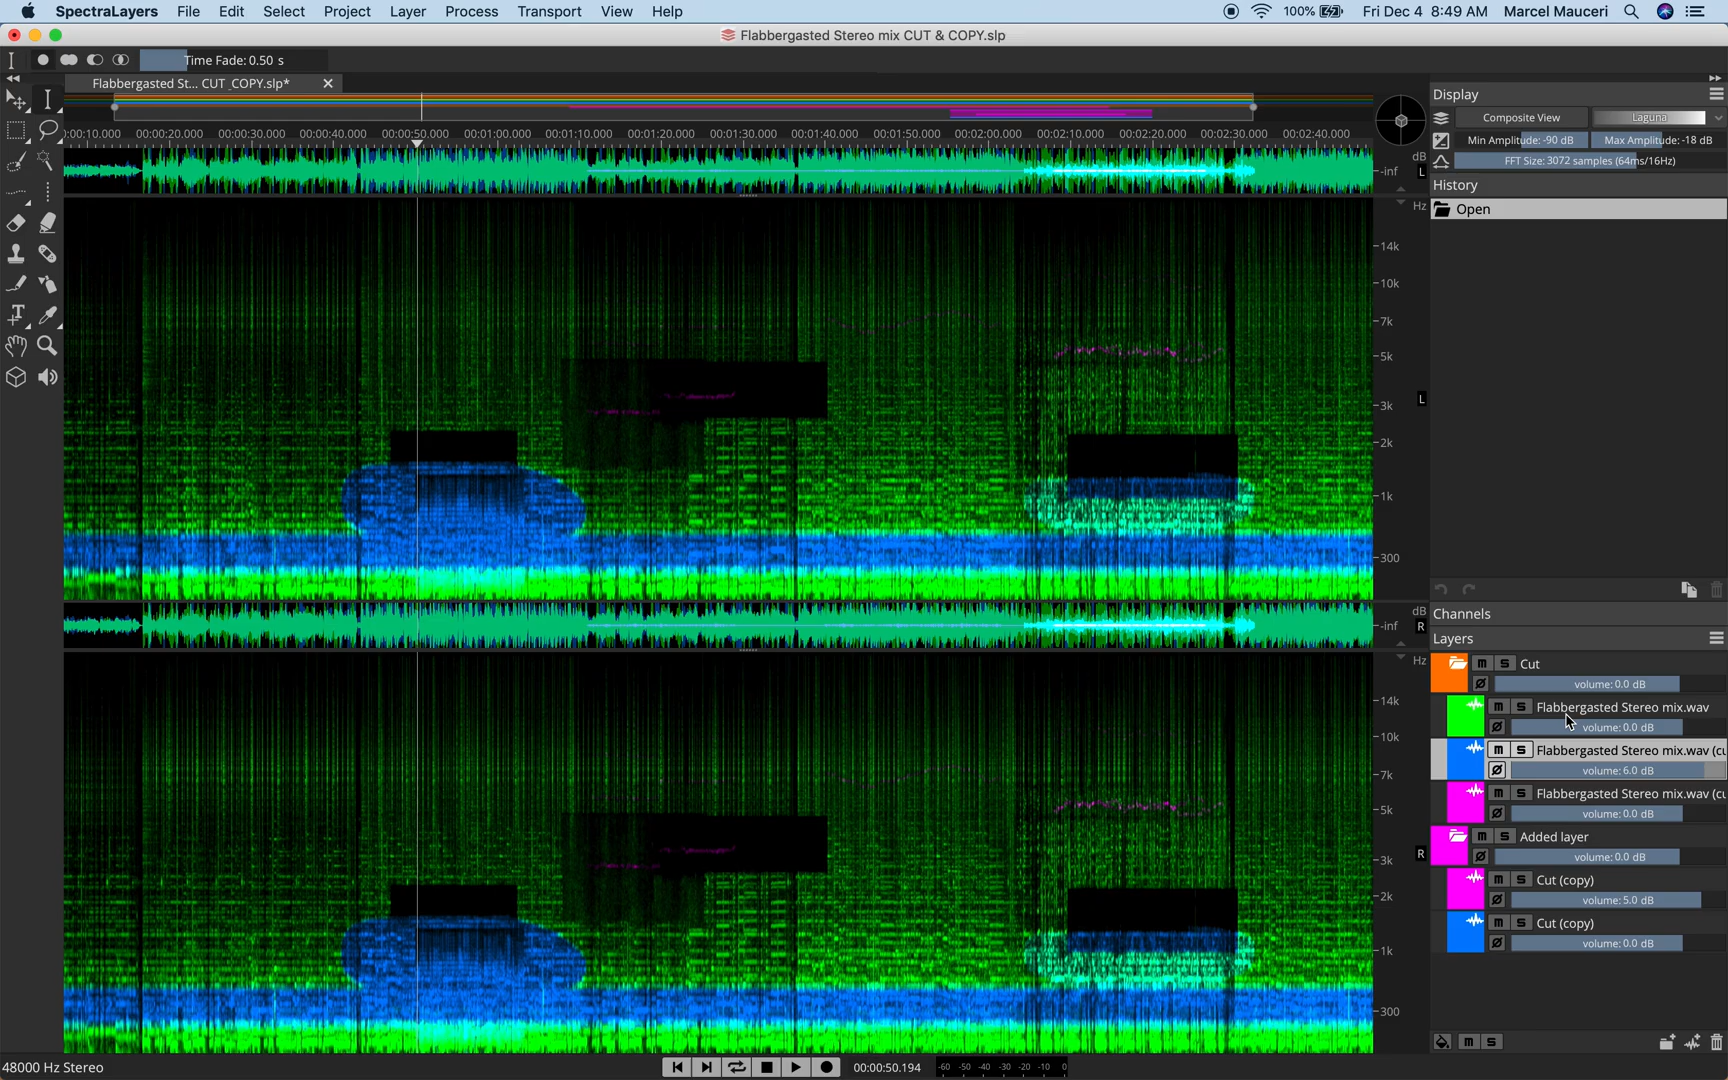 SpectraLayers File Edit Select Project Layer Process Transport View Help 100% Fri Dec 4 8:49 AM Marcel Mauceri
Flabbergasted Stereo mix CUT & COPY.slp
Time Fade: 0.50 s
Flabbergasted St... CUT_COPY.slp*
Display
Composite View Laguna
Min Amplitude: -90 dB Max Amplitude: -18 dB
FFT Size: 3072 samples (64ms/16Hz)
History
Open
:00:10.000 00:00:20.000 00:00:30.000 00:00:40.000 00:00:50.000 00:01:00.000 00:01:10.000 00:01:20.000 00:01:30.000 00:01:40.000 00:01:50.000 00:02:00.000 00:02:10.000 00:02:20.000 00:02:30.000 00:02:40.000
dB
-inf L
Hz
14k
10k
7k
5k
3k L
2k
1k
300
dB
-inf R
Hz
14k
10k
7k
5k
3k R
2k
1k
300
Channels
Layers
m s Cut
Ø volume: 0.0 dB
m s Flabbergasted Stereo mix.wav
Ø volume: 0.0 dB
m s Flabbergasted Stereo mix.wav (cu
Ø volume: 6.0 dB
m s Flabbergasted Stereo mix.wav (cu
Ø volume: 0.0 dB
m s Added layer
Ø volume: 0.0 dB
m s Cut (copy)
Ø volume: 5.0 dB
m s Cut (copy)
Ø volume: 0.0 dB
m s
48000 Hz Stereo 00:00:50.194 -60 -50 -40 -30 -20 -10 0